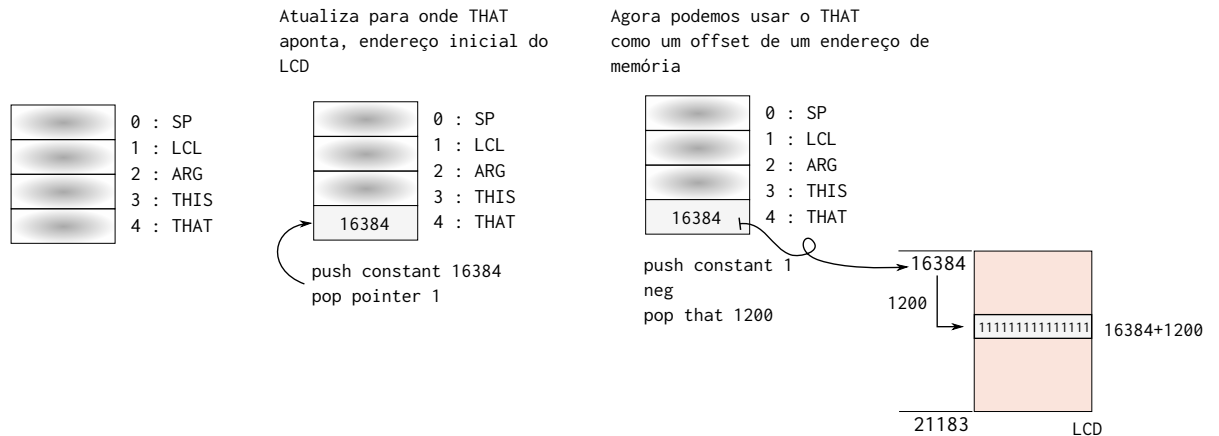 Atualiza para onde THAT
aponta, endereço inicial do
LCD
Agora podemos usar o THAT
como um offset de um endereço de
memória
0 : SP
1 : LCL
2 : ARG
3 : THIS
4 : THAT
0 : SP
1 : LCL
2 : ARG
3 : THIS
16384
4 : THAT
push constant 16384
pop pointer 1
0 : SP
1 : LCL
2 : ARG
3 : THIS
16384
4 : THAT
push constant 1
neg
pop that 1200
16384
1200
1111111111111111
16384+1200
21183
LCD